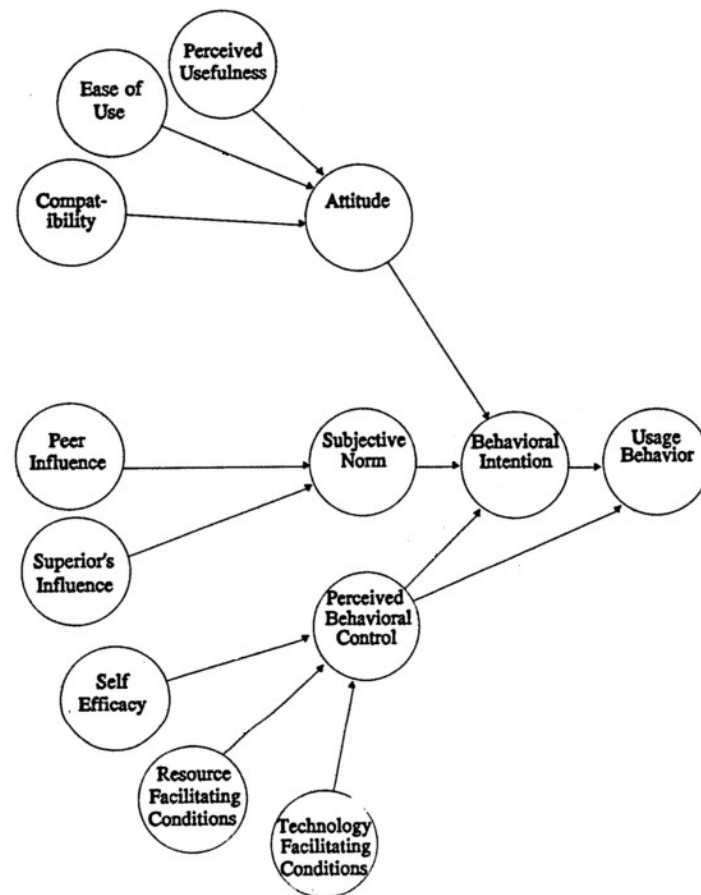 Perceived
Usefulness
Ease of
Use
Compat-
ibility
Attitude
Peer
Influence
Subjective
Norm
Behavioral
Intention
Usage
Behavior
Superior's
Influence
Perceived
Behavioral
Control
Self
Efficacy
Resource
Facilitating
Conditions
Technology
Facilitating
Conditions